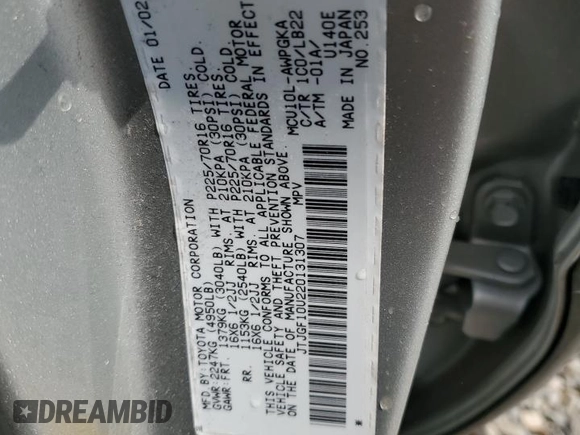 DATE 01/02
MFD.BY:TOYOTA MOTOR CORPORATION
GVWR 2247KG (4950LB)
GAWR FRT. 1379KG (3040LB) WITH P225/70R16 TIRES,
16X6 1/2JJ RIMS, AT 210KPA (30PSI) COLD.
RR. 1153KG (2540LB) WITH P225/70R16 TIRES,
16X6 1/2JJ RIMS, AT 210KPA (30PSI) COLD.
THIS VEHICLE CONFORMS TO ALL APPLICABLE FEDERAL MOTOR
VEHICLE SAFETY AND THEFT PREVENTION STANDARDS IN EFFECT
ON THE DATE OF MANUFACTURE SHOWN ABOVE.
JTJGF10U220131307 MPV
MCU10L-AWPGKA
C/TR 1C0/LB22
A/TM -01A/ U140E
MADE IN JAPAN
NO.253
DREAMBID